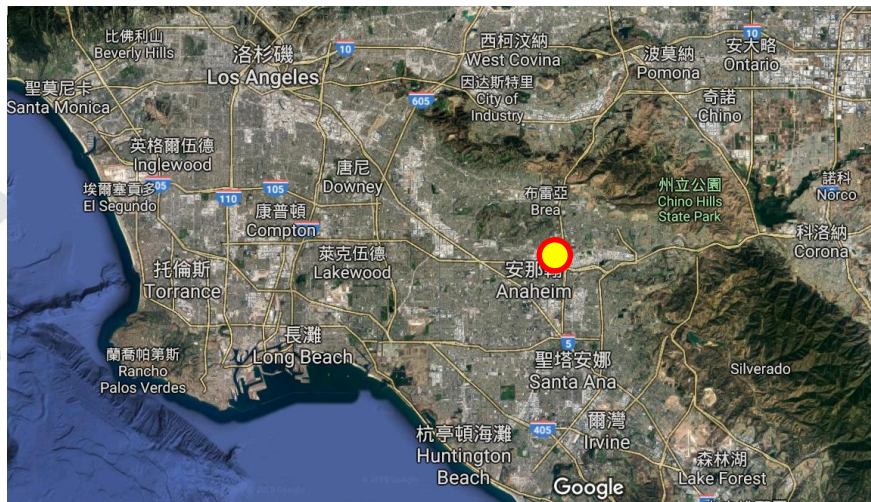 比佛利山
Beverly Hills
洛杉磯
Los Angeles
10
西柯汶納
West Covina
波莫納
Pomona
10
安大略
Ontario
聖莫尼卡
Santa Monica
605
因达斯特里
City of
Industry
奇諾
Chino
英格爾伍德
Inglewood
唐尼
Downey
埃爾塞貢多
El Segundo
05
110
105
康普頓
Compton
布雷亞
Brea
州立公園
Chino Hills
State Park
諾科
Norco
萊克伍德
Lakewood
科洛納
Corona
托倫斯
Torrance
安那
Anaheim
長灘
Long Beach
5
蘭喬帕第斯
Rancho
Palos Verdes
聖塔安娜
Santa Ana
Silverado
杭亭頓海灘
Huntington
Beach
405
爾灣
Irvine
森林湖
Lake Forest
Google